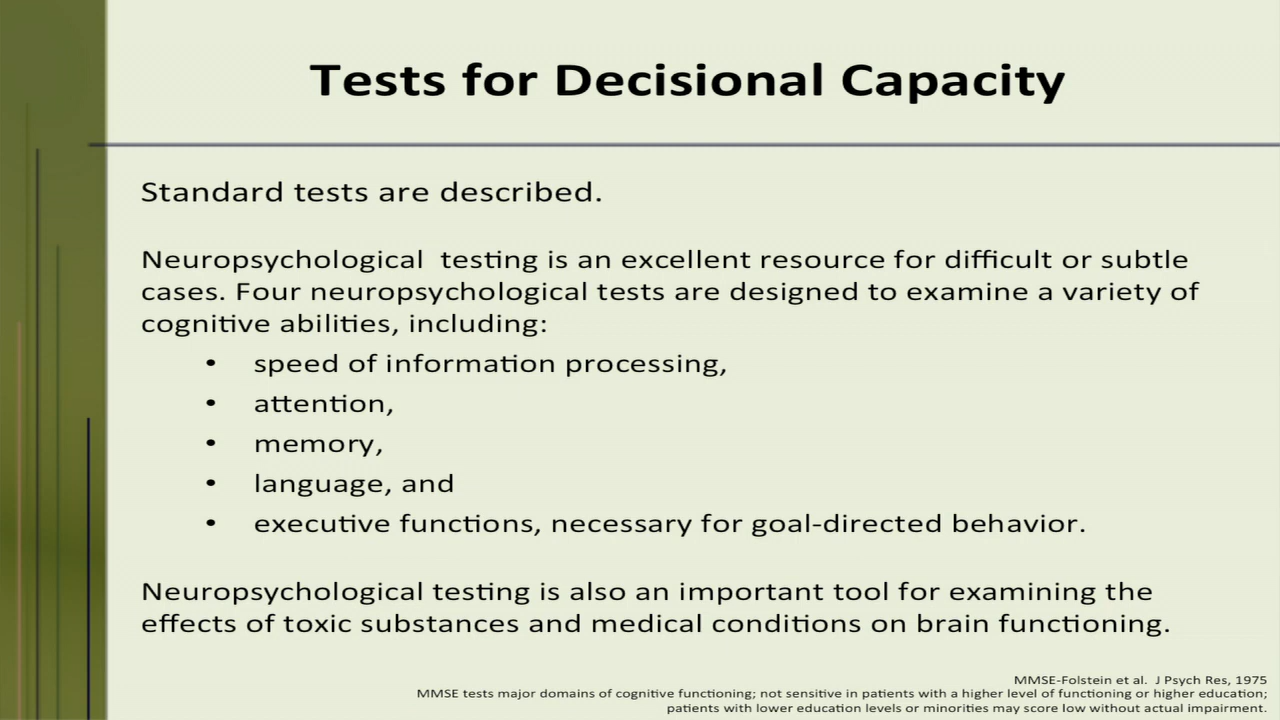 Tests for Decisional Capacity
Standard tests are described.
Neuropsychological  testing is an excellent resource for difficult or subtle
cases. Four neuropsychological tests are designed to examine a variety of
cognitive abilities, including:
• speed of information processing,
• attention,
• memory,
• language, and
• executive functions, necessary for goal-directed behavior.
Neuropsychological testing is also an important tool for examining the
effects of toxic substances and medical conditions on brain functioning.
MMSE-Folstein et al.  J Psych Res, 1975
MMSE tests major domains of cognitive functioning; not sensitive in patients with a higher level of functioning or higher education;
patients with lower education levels or minorities may score low without actual impairment.